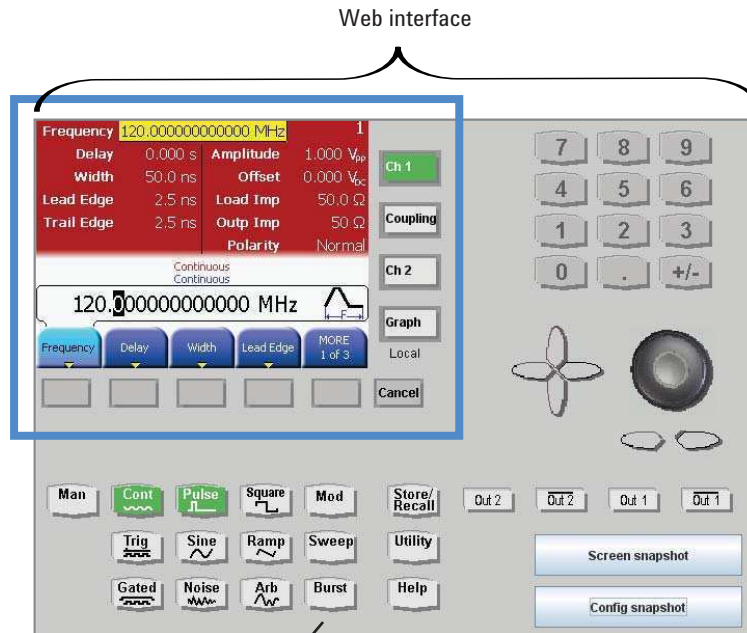 Web interface
Frequency 120.000000000000 MHz 1
Delay 0.000 s Amplitude 1.000 Vpp
Width 50.0 ns Offset 0.000 VDC
Lead Edge 2.5 ns Load Imp 50.0 Ω
Trail Edge 2.5 ns Outp Imp 50 Ω
Polarity Normal
Continuous
Continuous
120.000000000000 MHz
F
Frequency Delay Width Lead Edge MORE
1 of 3
Ch 1
Coupling
Ch 2
Graph
Local
Cancel
7 8 9
4 5 6
1 2 3
0 . +/-
Man Cont Pulse Square Mod Store/
Recall
Out 2 Out 2 Out 1 Out 1
Trig Sine Ramp Sweep Utility
Screen snapshot
Gated Noise Arb Burst Help
Config snapshot